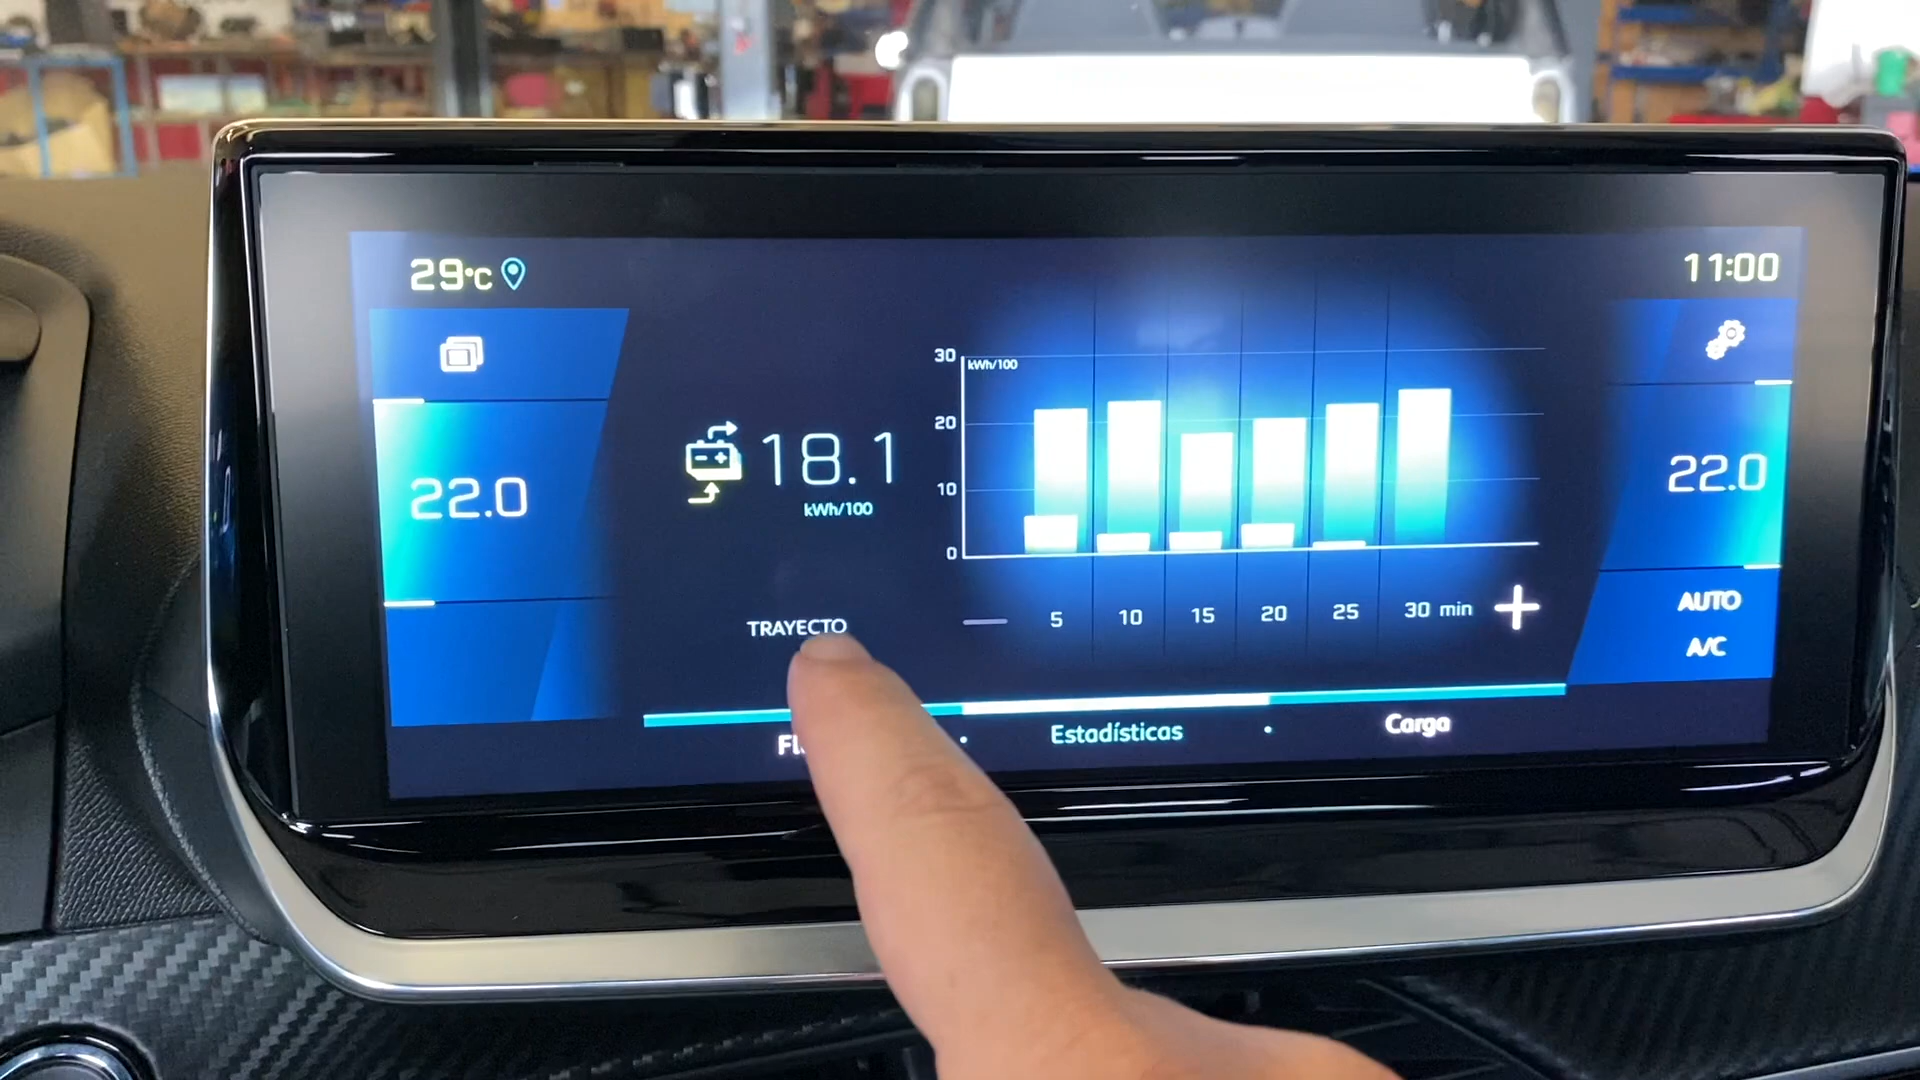 29°C
11:00
22.0
18.1
kWh/100
30
kWh/100
20
10
0
5 10 15 20 25 30 min
TRAYECTO
22.0
AUTO
A/C
Estadísticas
Carga